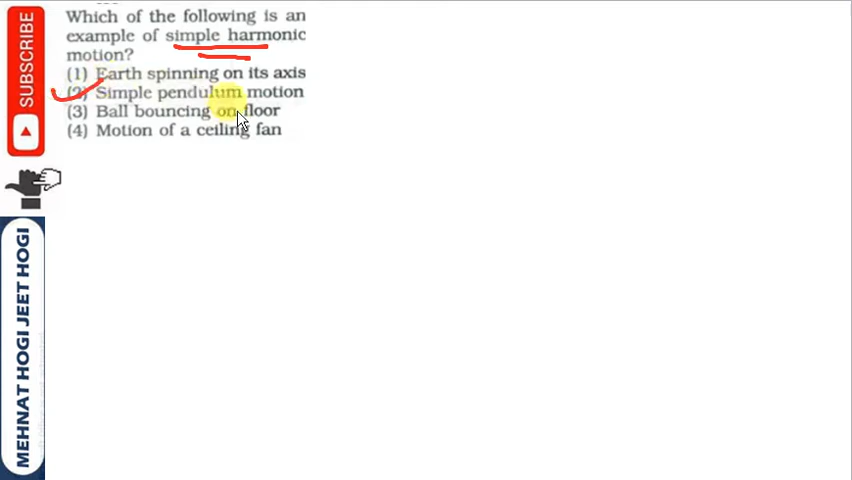 Which of the following is an
example of simple harmonic
motion?
(1) Earth spinning on its axis
(2) Simple pendulum motion
(3) Ball bouncing on floor
(4) Motion of a ceiling fan
SUBSCRIBE
MEHNAT HOGI JEET HOGI